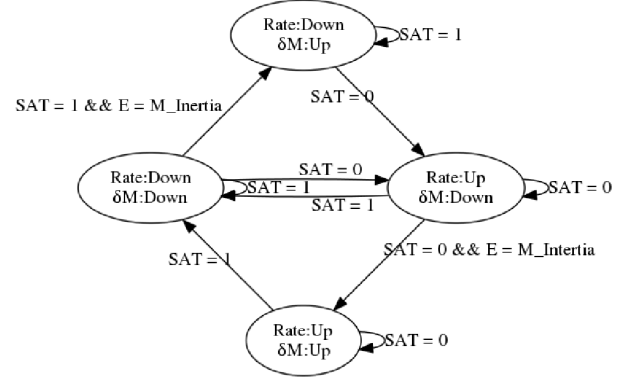 Rate:Down
δM:Up
SAT = 1
SAT = 1 && E = M_Inertia
SAT = 0
Rate:Down
δM:Down
SAT = 1
SAT = 0
SAT = 1
Rate:Up
δM:Down
SAT = 0
SAT = 1
SAT = 0 && E = M_Intertia
Rate:Up
δM:Up
SAT = 0